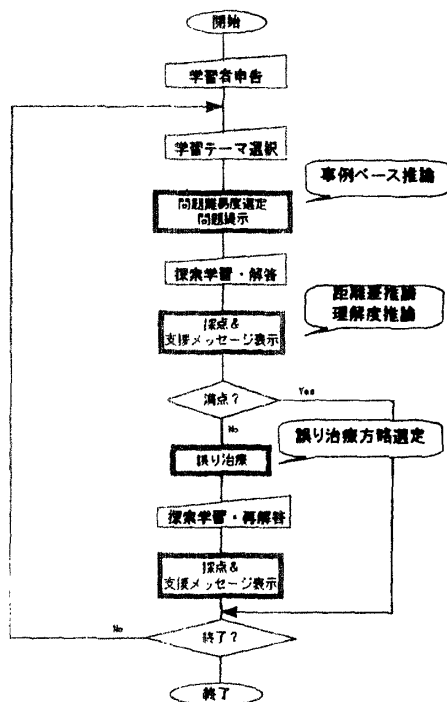 開始
学習者申告
学習テーマ選択
事例ベース推論
問題難易度選定
問題提示
探索学習・解答
距離差推論
理解度推論
採点&
支援メッセージ表示
満点?
Yes
No
誤り治療方略選定
誤り治療
探索学習・再解答
採点&
支援メッセージ表示
No
終了?
終了